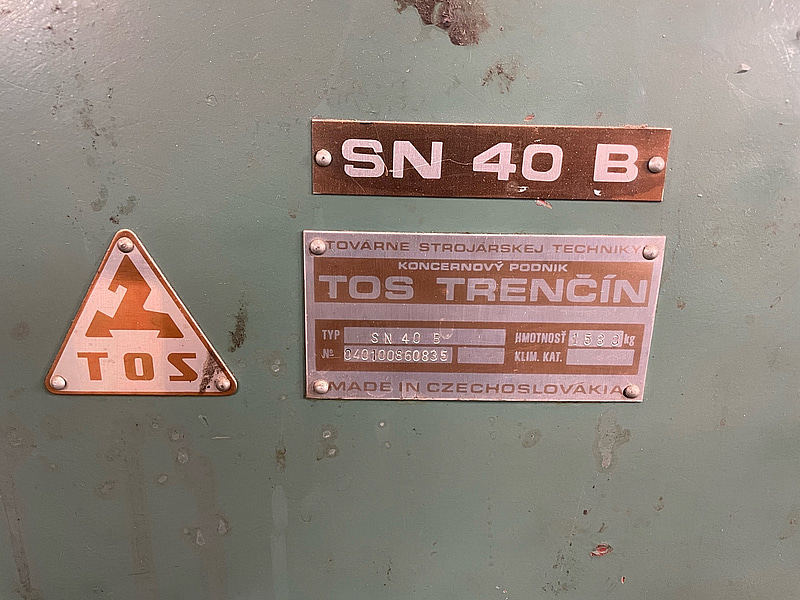 SN 40 B
TOVÁRNE STROJÁRSKEJ TECHNIKY
KONCERNOVÝ PODNIK
TOS TRENČÍN
TYP SN 40 B HMOTNOSŤ 1580 kg
№ 040100860835 KLIM. KAT.
MADE IN CZECHOSLOVÁKIA
TOS